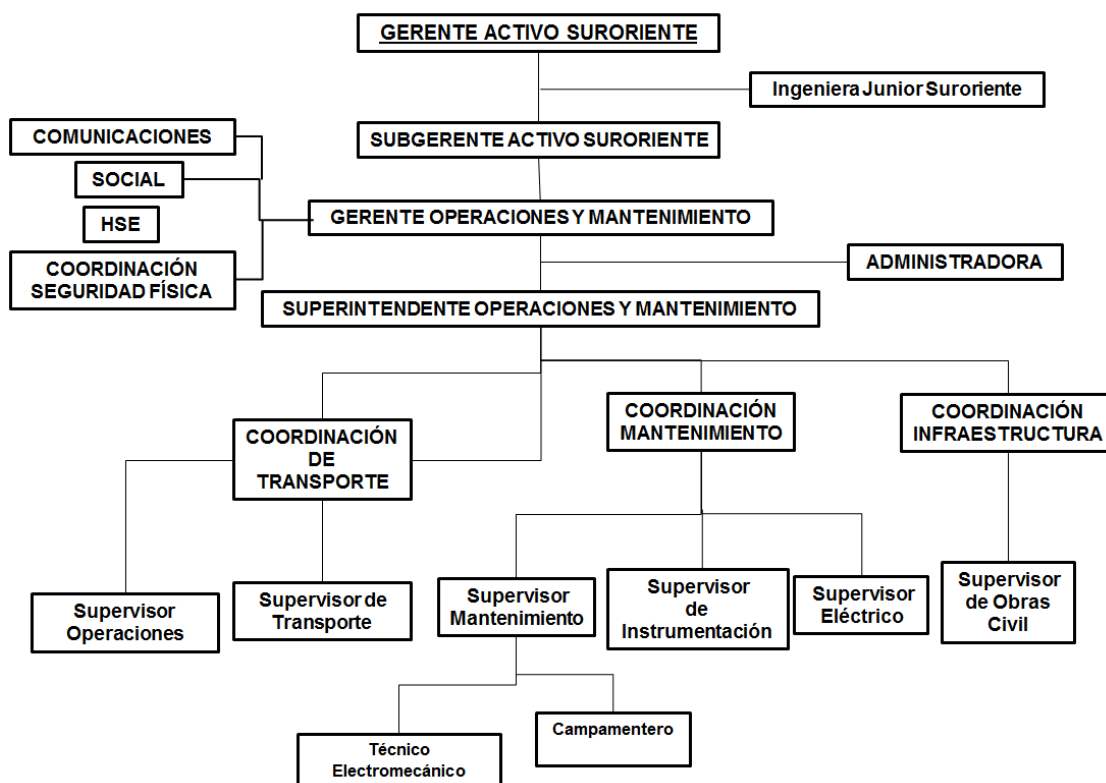 GERENTE ACTIVO SURORIENTE
Ingeniera Junior Suroriente
COMUNICACIONES
SUBGERENTE ACTIVO SURORIENTE
SOCIAL
GERENTE OPERACIONES Y MANTENIMIENTO
HSE
COORDINACIÓN
SEGURIDAD FÍSICA
ADMINISTRADORA
SUPERINTENDENTE OPERACIONES Y MANTENIMIENTO
COORDINACIÓN
DE
TRANSPORTE
COORDINACIÓN
MANTENIMIENTO
COORDINACIÓN
INFRAESTRUCTURA
Supervisor
Operaciones
Supervisor de
Transporte
Supervisor
Mantenimiento
Supervisor
de
Instrumentación
Supervisor
Eléctrico
Supervisor
de Obras
Civil
Técnico
Electromecánico
Campamentero